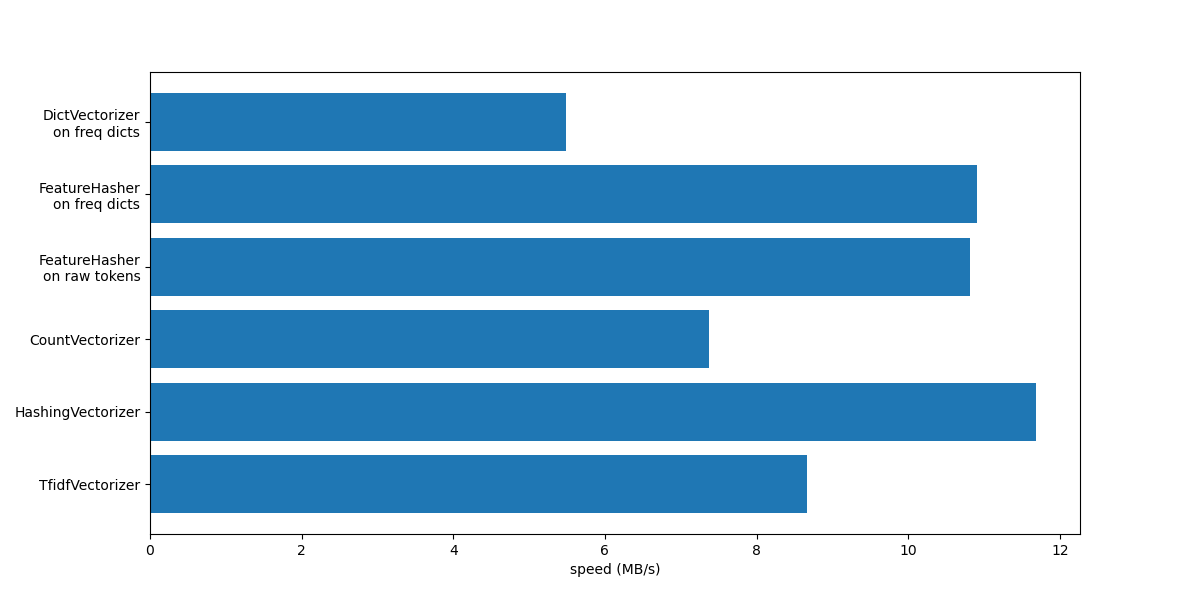 DictVectorizer
on freq dicts
FeatureHasher
on freq dicts
FeatureHasher
on raw tokens
CountVectorizer
HashingVectorizer
TfidfVectorizer
0 2 4 6 8 10 12
speed (MB/s)